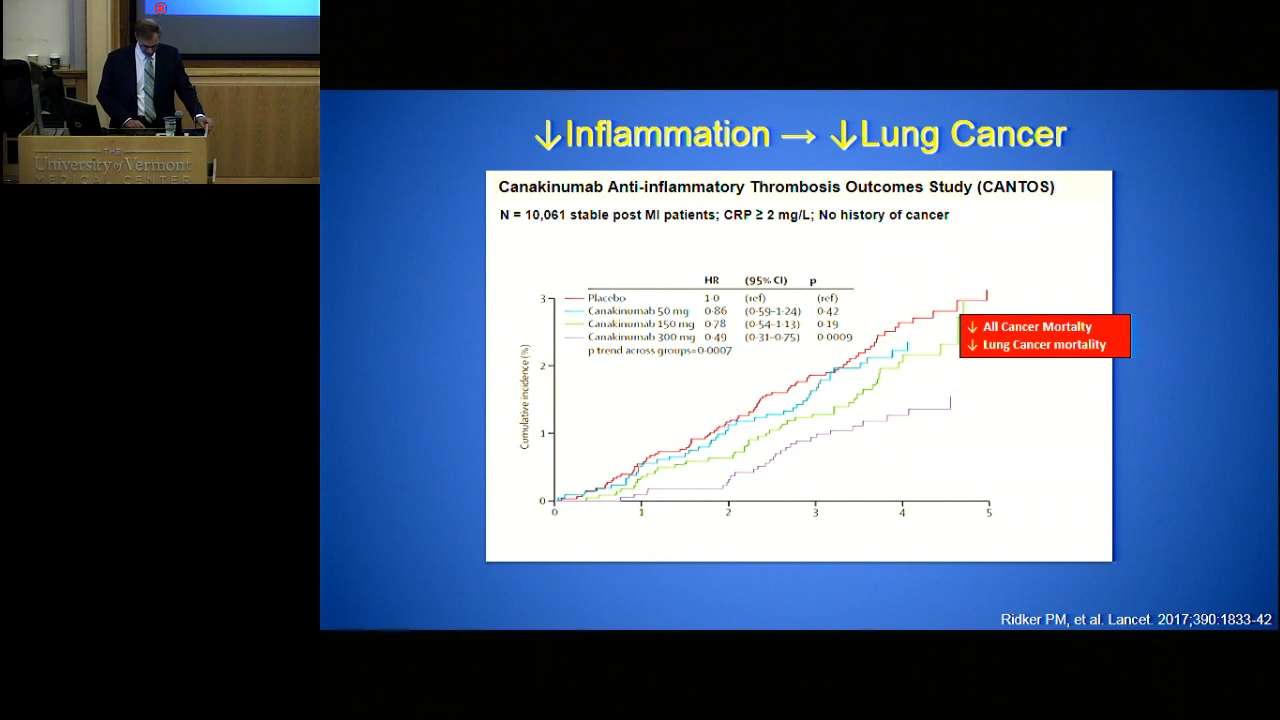 THE
University of Vermont
MEDICAL CENTER
↓Inflammation → ↓Lung Cancer
Canakinumab Anti-inflammatory Thrombosis Outcomes Study (CANTOS)
N = 10,061 stable post MI patients; CRP ≥ 2 mg/L; No history of cancer
HR (95% CI) p
Placebo 1·0 (ref) (ref)
Canakinumab 50 mg 0·86 (0·59–1·24) 0·42
Canakinumab 150 mg 0·78 (0·54–1·13) 0·19
Canakinumab 300 mg 0·49 (0·31–0·75) 0·0009
p trend across groups=0·0007
Cumulative incidence (%)
3
2
1
0
0 1 2 3 4 5
↓ All Cancer Mortalty
↓ Lung Cancer mortality
Ridker PM, et al. Lancet. 2017;390:1833-42